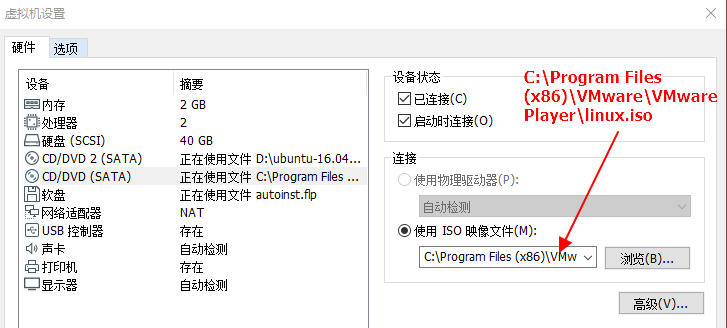 虚拟机设置
硬件 选项
设备 摘要
内存 2 GB
处理器 2
硬盘 (SCSI) 40 GB
CD/DVD 2 (SATA) 正在使用文件 D:\ubuntu-16.04...
CD/DVD (SATA) 正在使用文件 C:\Program Files ...
软盘 正在使用文件 autoinst.flp
网络适配器 NAT
USB 控制器 存在
声卡 自动检测
打印机 存在
显示器 自动检测
设备状态
已连接(C)
启动时连接(O)
C:\Program Files
(x86)\VMware\VMware
Player\linux.iso
连接
使用物理驱动器(P):
自动检测
使用 ISO 映像文件(M):
C:\Program Files (x86)\VMw
浏览(B)...
高级(V)...